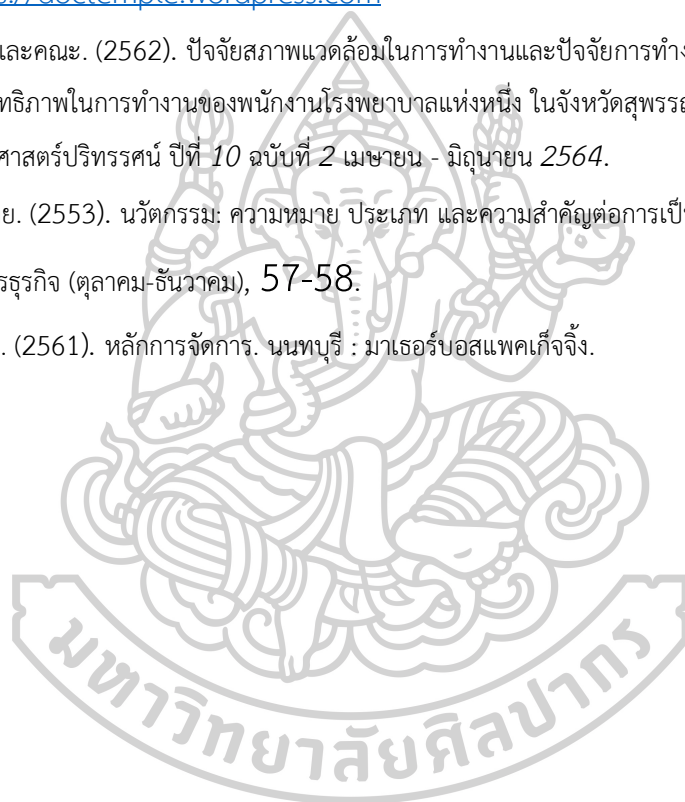 s://doctemple.wordpress.com
และคณะ. (2562). ปัจจัยสภาพแวดล้อมในการทำงานและปัจจัยการทำง
ทธิภาพในการทำงานของพนักงานโรงพยาบาลแห่งหนึ่ง ในจังหวัดสุพรรณ
ศาสตร์ปริทรรศน์ ปีที่ 10 ฉบับที่ 2 เมษายน - มิถุนายน 2564.
ย. (2553). นวัตกรรม: ความหมาย ประเภท และความสำคัญต่อการเป็
รธุรกิจ (ตุลาคม-ธันวาคม), 57-58.
. (2561). หลักการจัดการ. นนทบุรี : มาเธอร์บอสแพคเก็จจิ้ง.
มหาวิทยาลัยศิลปากร